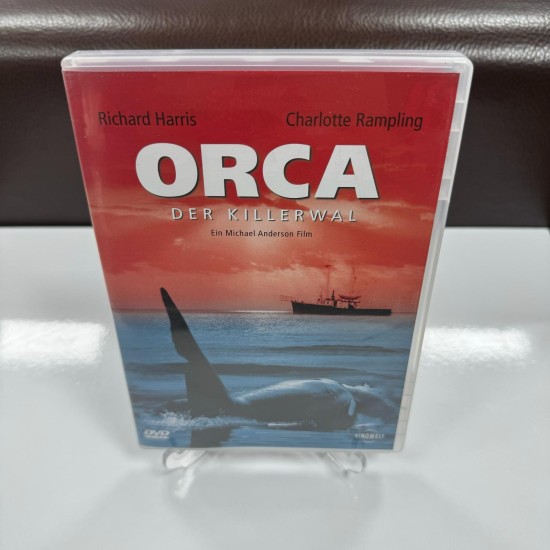 Richard Harris Charlotte Rampling
ORCA
DER KILLERWAL
Ein Michael Anderson Film
DVD
KINOWELT